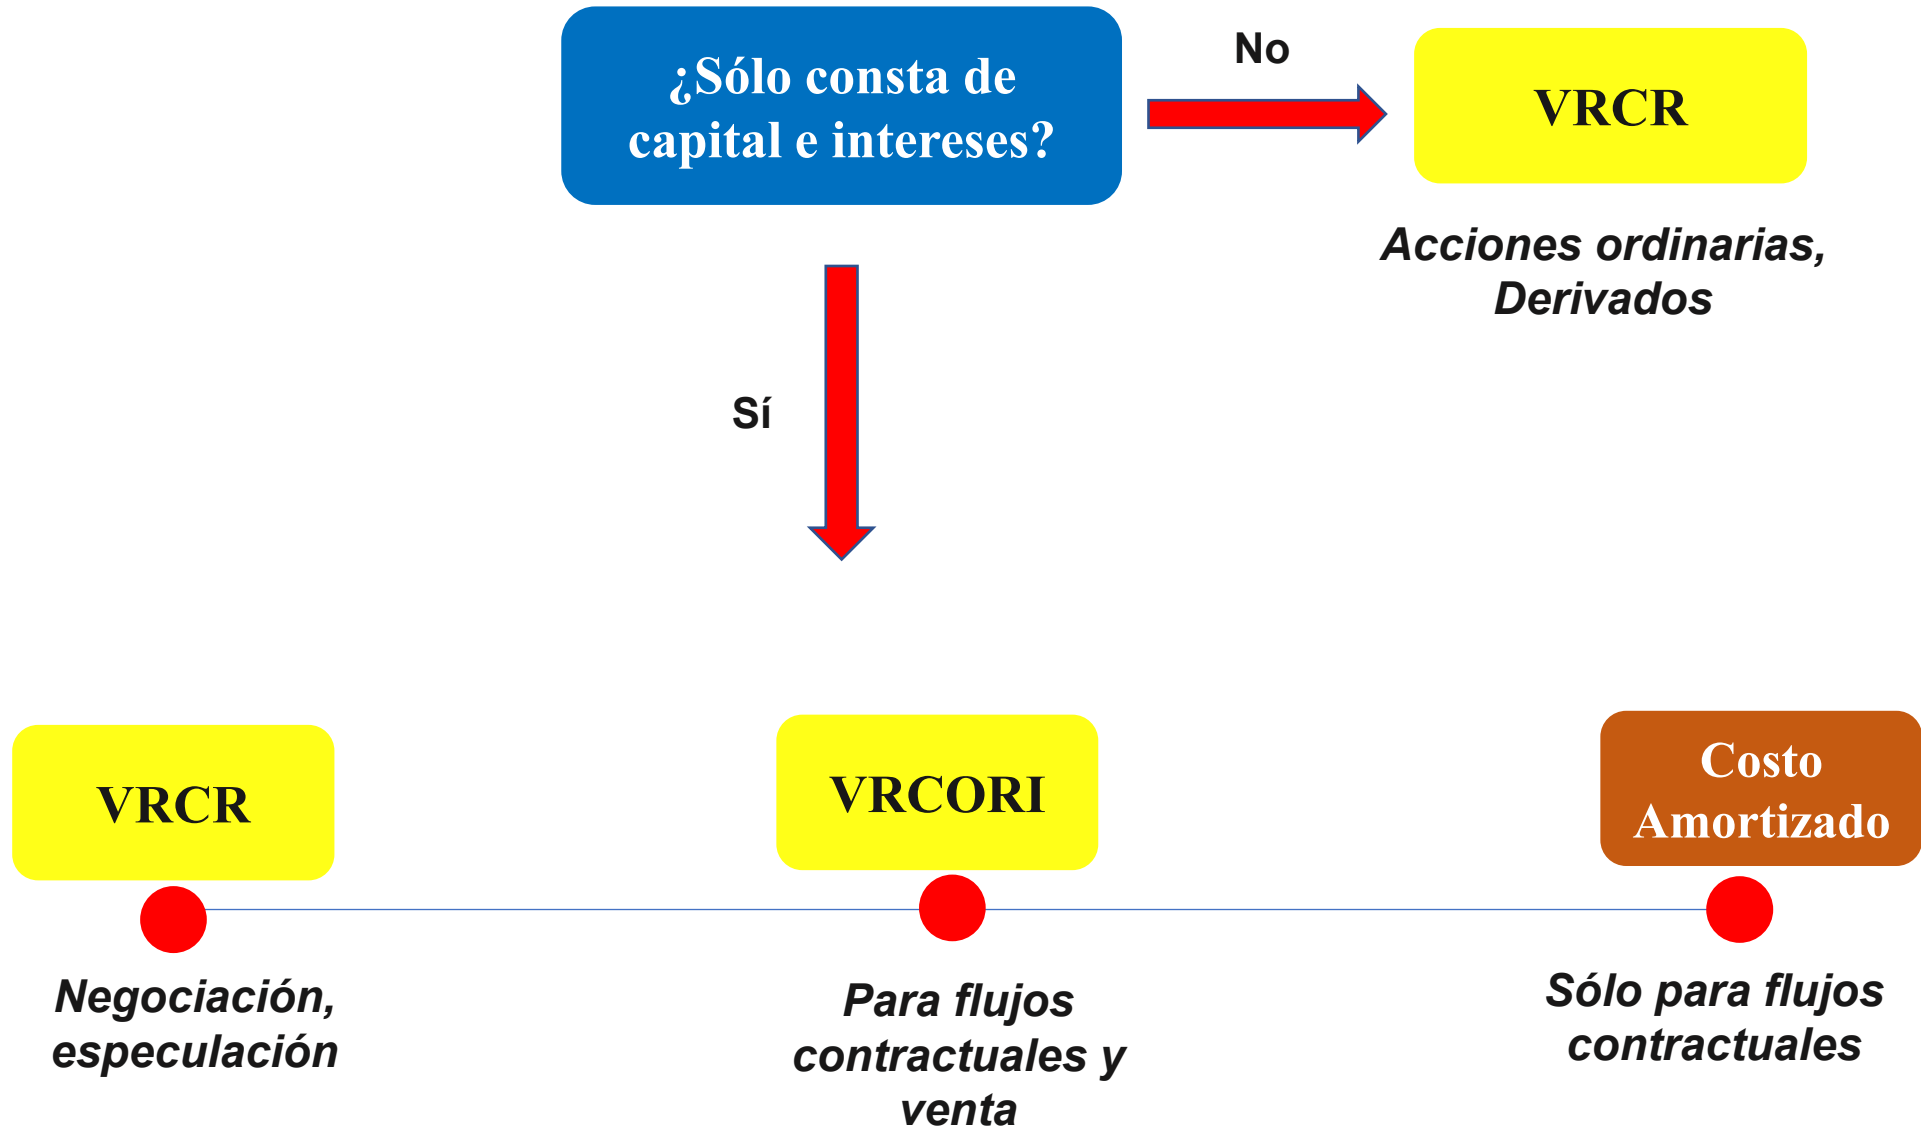 ¿Sólo consta de
capital e intereses?
No
VRCR
Acciones ordinarias,
Derivados
Sí
VRCR
Negociación,
especulación
VRCORI
Para flujos
contractuales y
venta
Costo
Amortizado
Sólo para flujos
contractuales